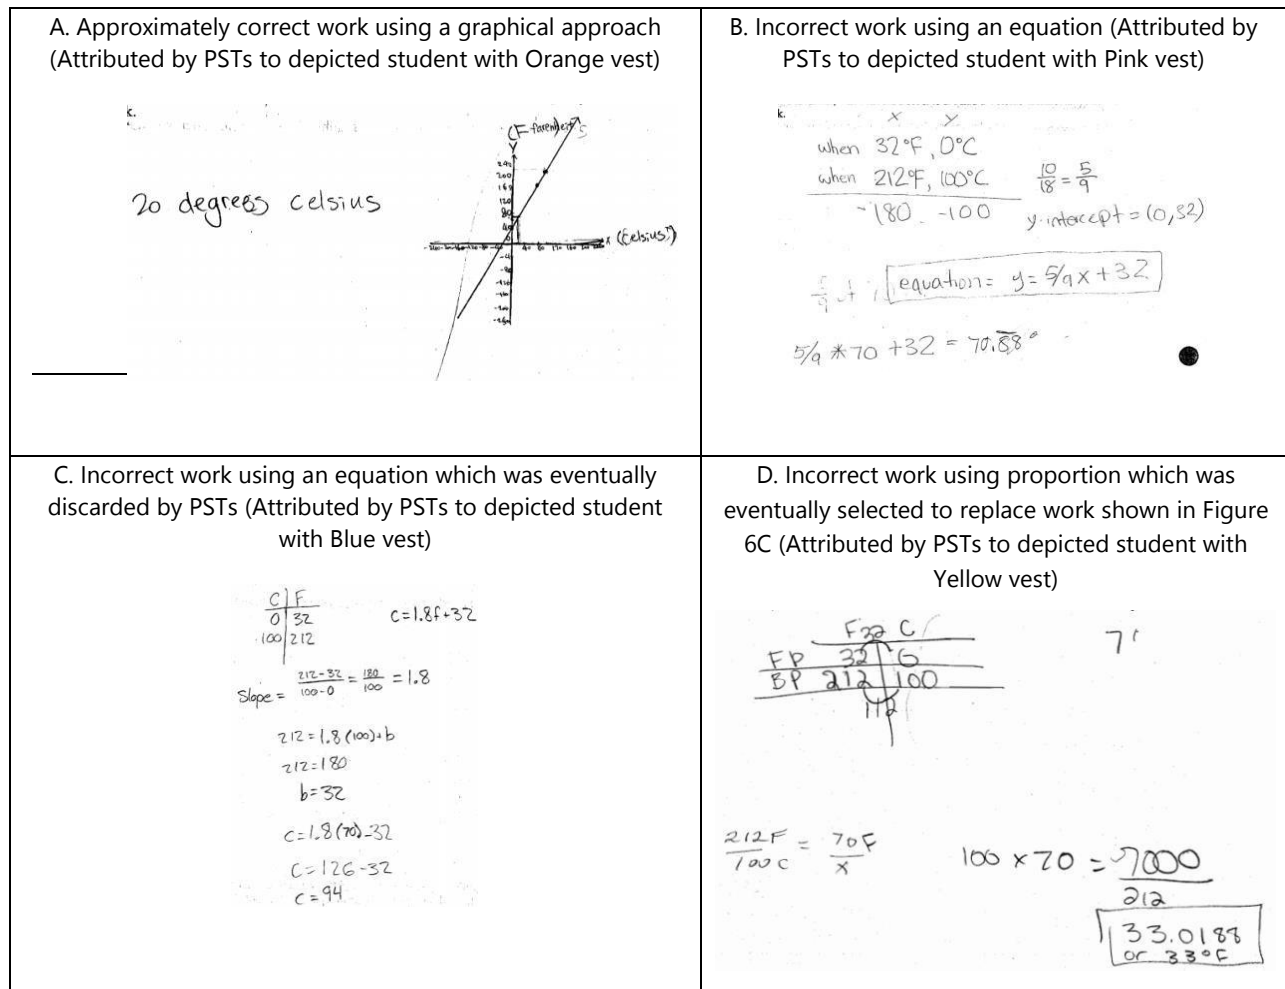 A. Approximately correct work using a graphical approach
(Attributed by PSTs to depicted student with Orange vest)
k.
(Farenheit)
y
20 degrees celsius
x (Celsius)
B. Incorrect work using an equation (Attributed by
PSTs to depicted student with Pink vest)
k.
x y
when 32°F, 0°C
when 212°F, 100°C
10/18 = 5/9
-180 -100
y-intercept = (0,32)
equation = y = 5/9x + 32
5/9 * 70 + 32 = 70.88°
C. Incorrect work using an equation which was eventually
discarded by PSTs (Attributed by PSTs to depicted student
with Blue vest)
C | F
0 | 32
100 | 212
C=1.8f+32
Slope = 212-32/100-0 = 180/100 = 1.8
212=1.8(100)+b
212=180
b=32
C=1.8(70)-32
C=126-32
C=94
D. Incorrect work using proportion which was
eventually selected to replace work shown in Figure
6C (Attributed by PSTs to depicted student with
Yellow vest)
F 32 C
FP 32 0
BP 212 100
112
7
212F/100C = 70F/x
100 x 70 = 7000/212
33.0188
or 33°F